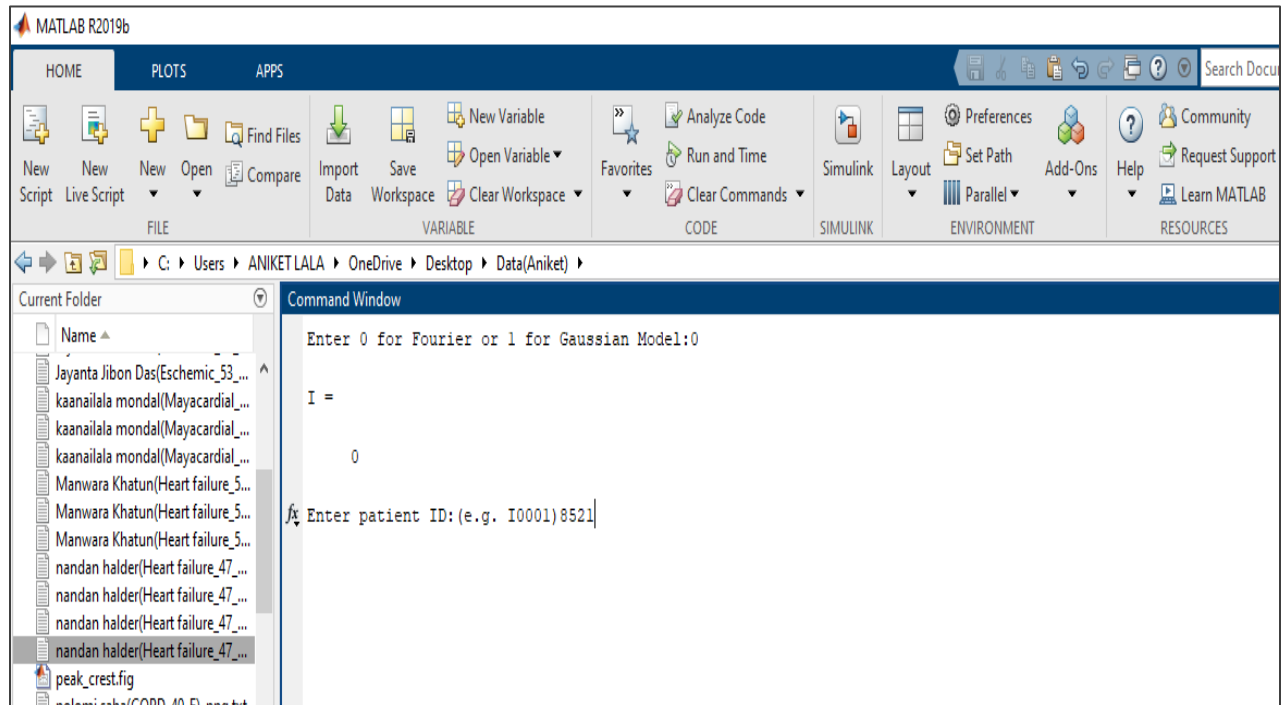 MATLAB R2019b
HOME PLOTS APPS Search Docu
New Script
New Live Script
New
Open
Find Files
Compare
Import Data
Save Workspace
New Variable
Open Variable
Clear Workspace
Favorites
Analyze Code
Run and Time
Clear Commands
Simulink
Layout
Preferences
Set Path
Parallel
Add-Ons
Help
Community
Request Support
Learn MATLAB
FILE VARIABLE CODE SIMULINK ENVIRONMENT RESOURCES
C: Users ANIKET LALA OneDrive Desktop Data(Aniket)
Current Folder
Name
Jayanta Jibon Das(Eschemic_53_...
kaanailala mondal(Mayacardial_...
kaanailala mondal(Mayacardial_...
kaanailala mondal(Mayacardial_...
Manwara Khatun(Heart failure_5...
Manwara Khatun(Heart failure_5...
Manwara Khatun(Heart failure_5...
nandan halder(Heart failure_47_...
nandan halder(Heart failure_47_...
nandan halder(Heart failure_47_...
nandan halder(Heart failure_47_...
peak_crest.fig
Command Window
Enter 0 for Fourier or 1 for Gaussian Model:0
I =
0
fx Enter patient ID:(e.g. I0001)8521